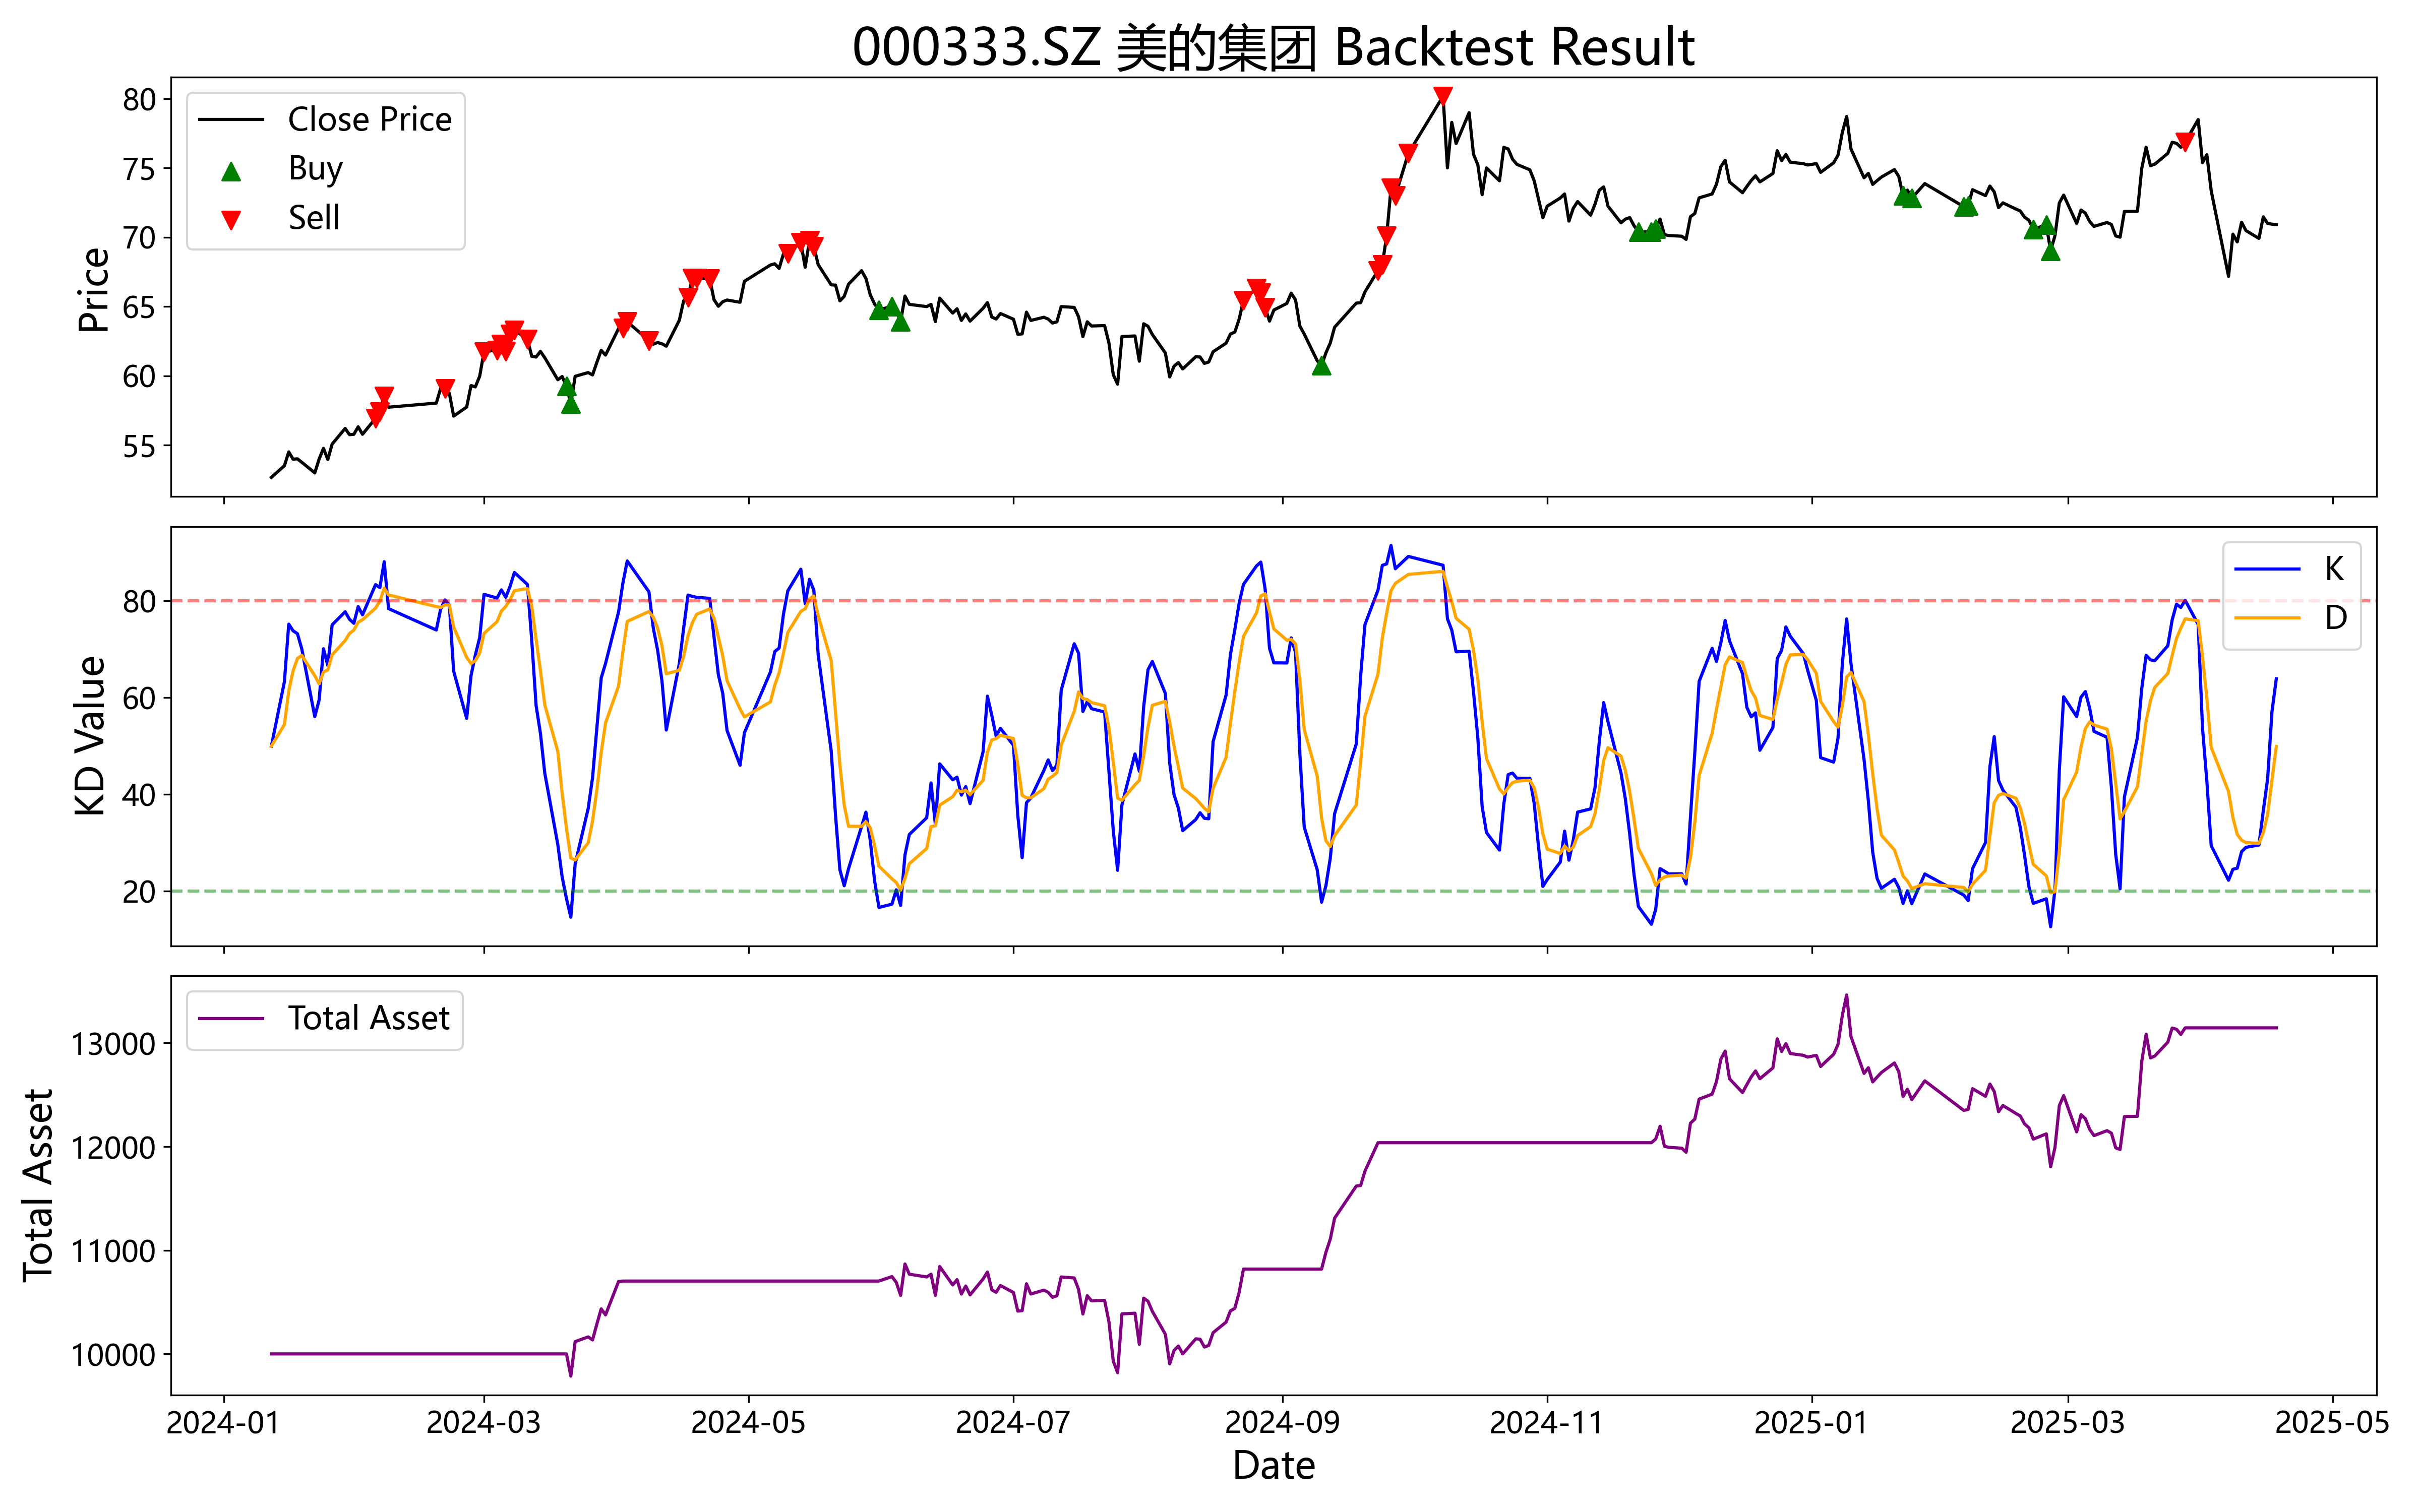 000333.SZ 美的集团 Backtest Result
Close Price
Buy
Sell
Price
80
75
70
65
60
55
K
D
KD Value
80
60
40
20
Total Asset
Total Asset
13000
12000
11000
10000
2024-01 2024-03 2024-05 2024-07 2024-09 2024-11 2025-01 2025-03 2025-05
Date